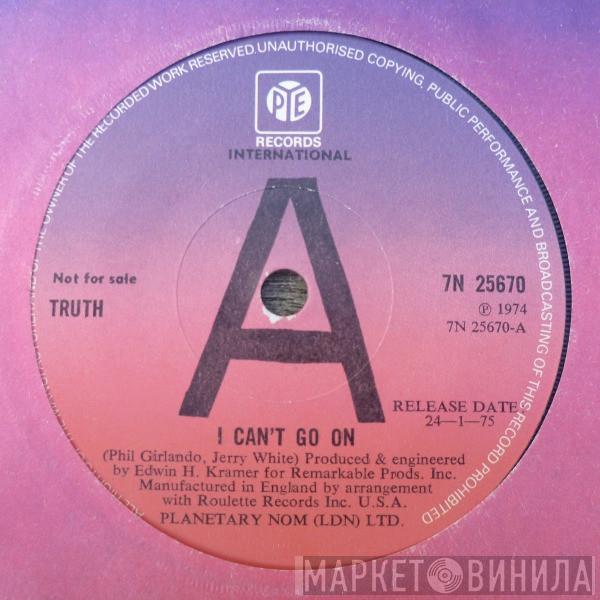 OF THE OWNER OF THE RECORDED WORK RESERVED. UNAUTHORISED COPYING, PUBLIC PERFORMANCE AND BROADCASTING OF THIS RECORD PROHIBITED
PYE
RECORDS
INTERNATIONAL
A
Not for sale
TRUTH
7N 25670
℗ 1974
7N 25670-A
RELEASE DATE
24—1—75
I CAN'T GO ON
(Phil Girlando, Jerry White) Produced & engineered
by Edwin H. Kramer for Remarkable Prods. Inc.
Manufactured in England by arrangement
with Roulette Records Inc. U.S.A.
PLANETARY NOM (LDN) LTD.
МАРКЕТ ВИНИЛА